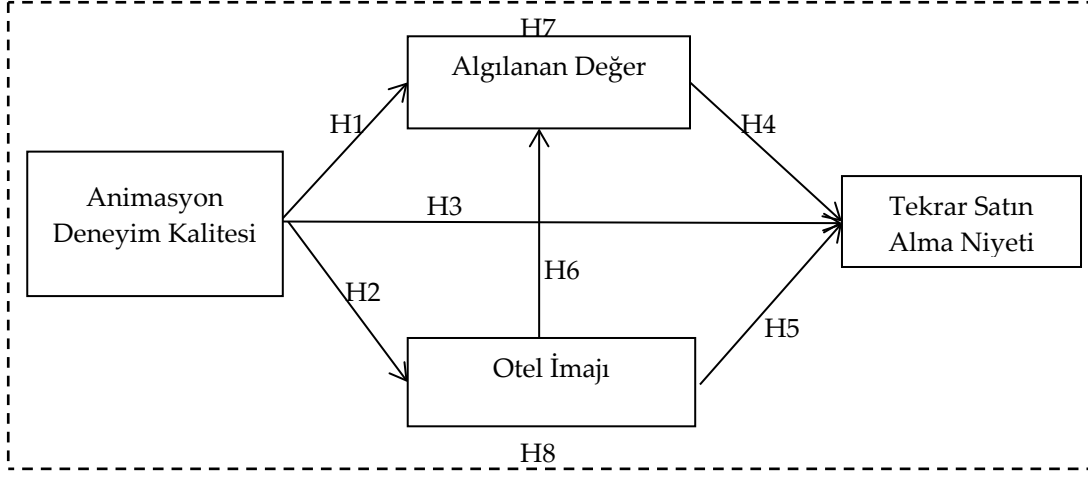 H7
Algılanan Değer
H1
H4
Animasyon
Deneyim Kalitesi
H3
Tekrar Satın
Alma Niyeti
H6
H2
H5
Otel İmajı
H8